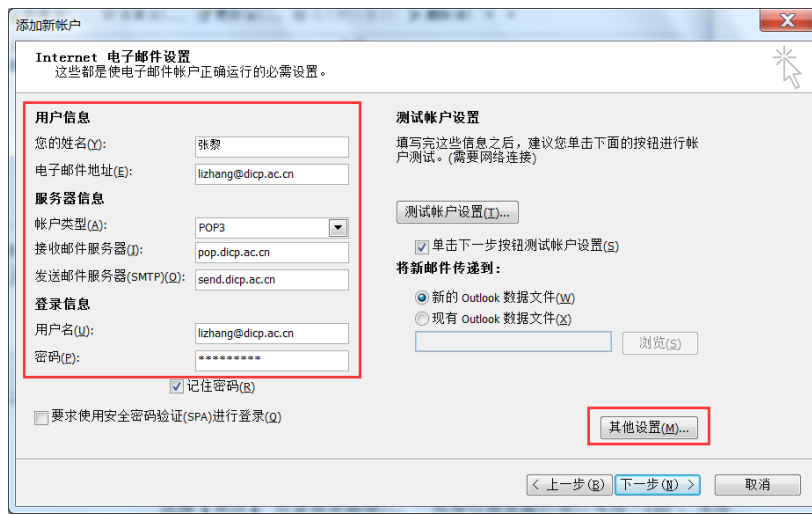 添加新帐户
Internet 电子邮件设置
这些都是使电子邮件帐户正确运行的必需设置。
用户信息
您的姓名(Y):
张黎
电子邮件地址(E):
lizhang@dicp.ac.cn
服务器信息
帐户类型(A):
POP3
接收邮件服务器(I):
pop.dicp.ac.cn
发送邮件服务器(SMTP)(O):
send.dicp.ac.cn
登录信息
用户名(U):
lizhang@dicp.ac.cn
密码(P):
*********
记住密码(R)
要求使用安全密码验证(SPA)进行登录(Q)
测试帐户设置
填写完这些信息之后，建议您单击下面的按钮进行帐
户测试。(需要网络连接)
测试帐户设置(T)...
单击下一步按钮测试帐户设置(S)
将新邮件传递到:
新的 Outlook 数据文件(W)
现有 Outlook 数据文件(X)
浏览(S)
其他设置(M)...
< 上一步(B)
下一步(N) >
取消